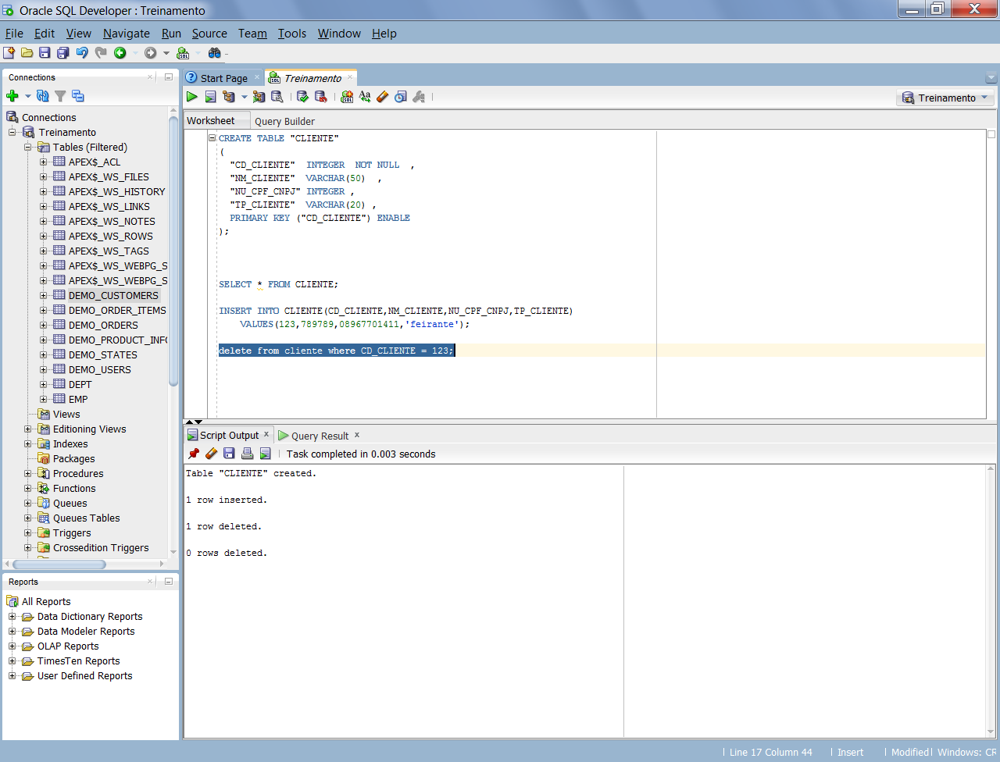 Oracle SQL Developer : Treinamento
File Edit View Navigate Run Source Team Tools Window Help
Connections
Connections
Treinamento
Tables (Filtered)
APEX$_ACL
APEX$_WS_FILES
APEX$_WS_HISTORY
APEX$_WS_LINKS
APEX$_WS_NOTES
APEX$_WS_ROWS
APEX$_WS_TAGS
APEX$_WS_WEBPG_S
APEX$_WS_WEBPG_S
DEMO_CUSTOMERS
DEMO_ORDER_ITEMS
DEMO_ORDERS
DEMO_PRODUCT_INF
DEMO_STATES
DEMO_USERS
DEPT
EMP
Views
Editioning Views
Indexes
Packages
Procedures
Functions
Queues
Queues Tables
Triggers
Crossedition Triggers
Reports
All Reports
Data Dictionary Reports
Data Modeler Reports
OLAP Reports
TimesTen Reports
User Defined Reports
Start Page Treinamento
Treinamento
Worksheet Query Builder
CREATE TABLE "CLIENTE"
(
"CD_CLIENTE" INTEGER NOT NULL ,
"NM_CLIENTE" VARCHAR(50) ,
"NU_CPF_CNPJ" INTEGER ,
"TP_CLIENTE" VARCHAR(20) ,
PRIMARY KEY ("CD_CLIENTE") ENABLE
);
SELECT * FROM CLIENTE;
INSERT INTO CLIENTE(CD_CLIENTE,NM_CLIENTE,NU_CPF_CNPJ,TP_CLIENTE)
VALUES(123,789789,08967701411,'feirante');
delete from cliente where CD_CLIENTE = 123;
Script Output Query Result
Task completed in 0.003 seconds
Table "CLIENTE" created.
1 row inserted.
1 row deleted.
0 rows deleted.
Line 17 Column 44 Insert Modified Windows: CR